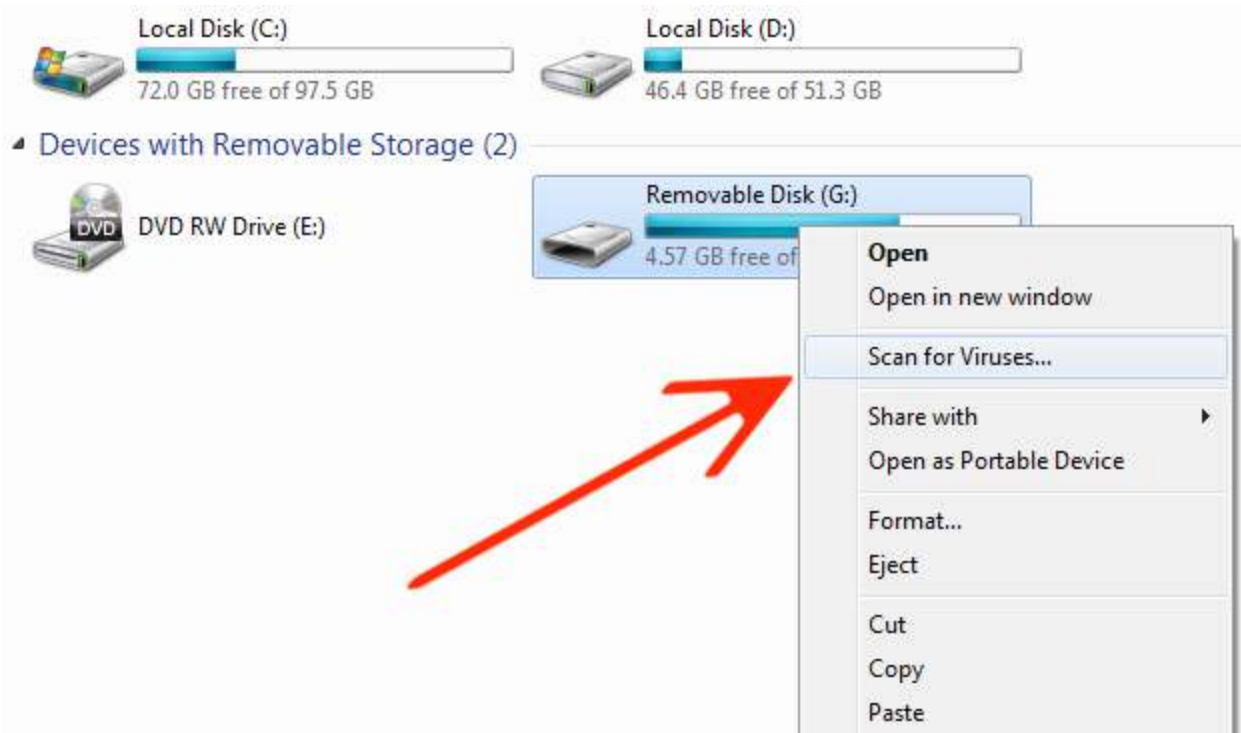 Local Disk (C:)
72.0 GB free of 97.5 GB
Local Disk (D:)
46.4 GB free of 51.3 GB
Devices with Removable Storage (2)
DVD
DVD RW Drive (E:)
Removable Disk (G:)
4.57 GB free of
Open
Open in new window
Scan for Viruses...
Share with
Open as Portable Device
Format...
Eject
Cut
Copy
Paste